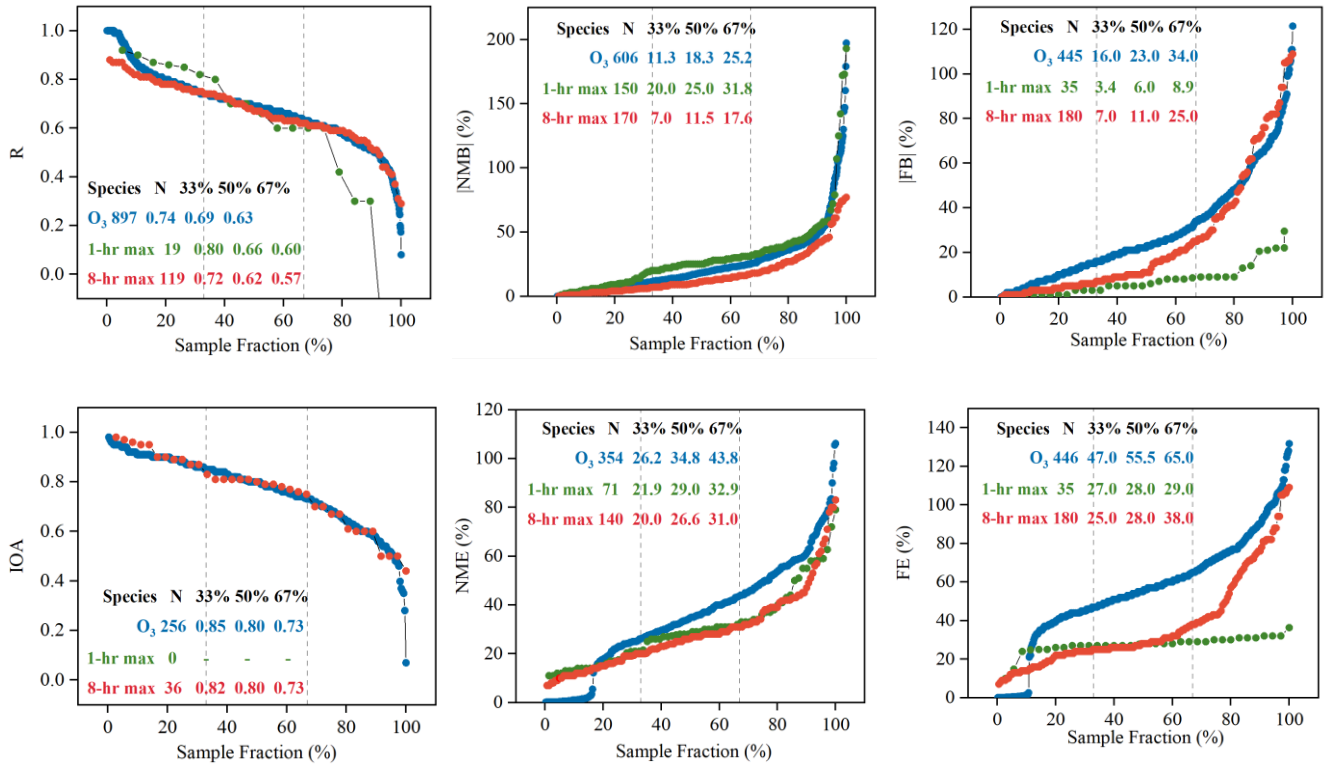 1.0
0.8
0.6
0.4
0.2
0.0
R
Species N 33% 50% 67%
O₃ 897 0.74 0.69 0.63
1-hr max 19 0.80 0.66 0.60
8-hr max 119 0.72 0.62 0.57
0 20 40 60 80 100
Sample Fraction (%)
200
150
100
50
0
|NMB| (%)
Species N 33% 50% 67%
O₃ 606 11.3 18.3 25.2
1-hr max 150 20.0 25.0 31.8
8-hr max 170 7.0 11.5 17.6
0 20 40 60 80 100
Sample Fraction (%)
120
100
80
60
40
20
0
|FB| (%)
Species N 33% 50% 67%
O₃ 445 16.0 23.0 34.0
1-hr max 35 3.4 6.0 8.9
8-hr max 180 7.0 11.0 25.0
0 20 40 60 80 100
Sample Fraction (%)
1.0
0.8
0.6
0.4
0.2
0.0
IOA
Species N 33% 50% 67%
O₃ 256 0.85 0.80 0.73
1-hr max 0 - - -
8-hr max 36 0.82 0.80 0.73
0 20 40 60 80 100
Sample Fraction (%)
120
100
80
60
40
20
0
NME (%)
Species N 33% 50% 67%
O₃ 354 26.2 34.8 43.8
1-hr max 71 21.9 29.0 32.9
8-hr max 140 20.0 26.6 31.0
0 20 40 60 80 100
Sample Fraction (%)
140
120
100
80
60
40
20
0
FE (%)
Species N 33% 50% 67%
O₃ 446 47.0 55.5 65.0
1-hr max 35 27.0 28.0 29.0
8-hr max 180 25.0 28.0 38.0
0 20 40 60 80 100
Sample Fraction (%)